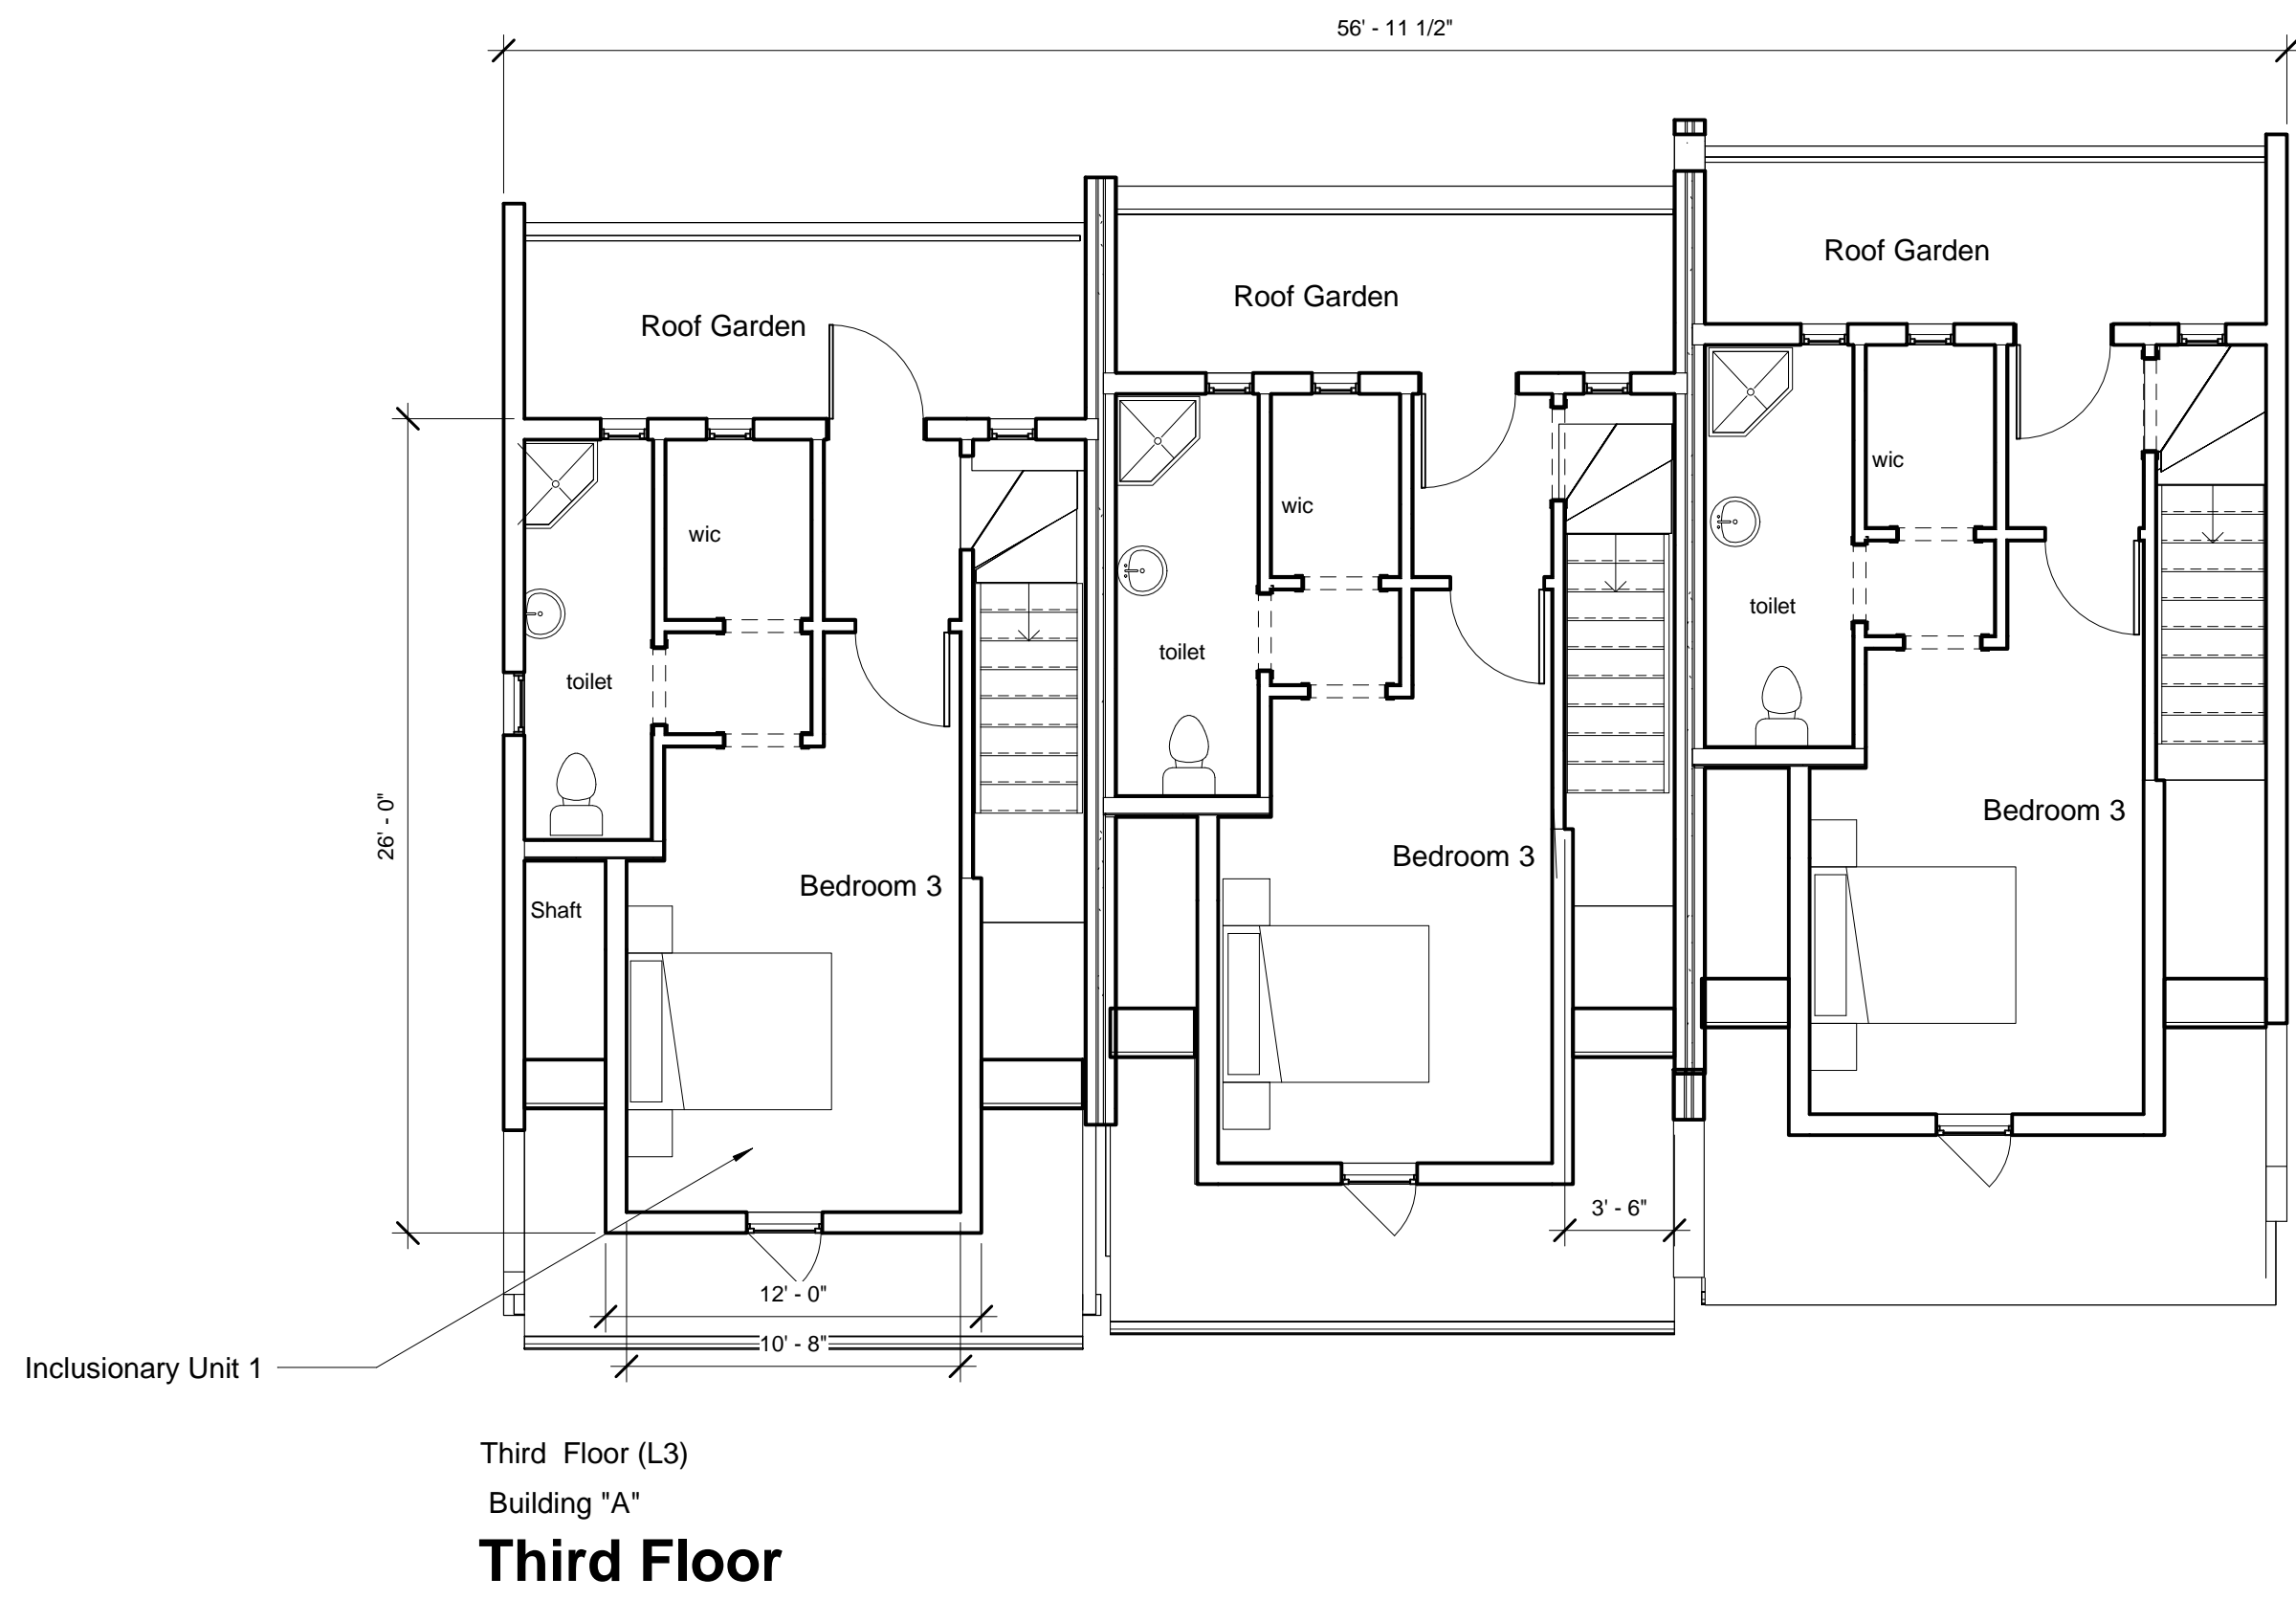 56' - 11 1/2"
Roof Garden
Roof Garden
Roof Garden
wic
wic
wic
toilet
toilet
toilet
26' - 0"
Bedroom 3
Bedroom 3
Bedroom 3
Shaft
3' - 6"
12' - 0"
10' - 8"
Inclusionary Unit 1
Third Floor (L3)
Building "A"
Third Floor